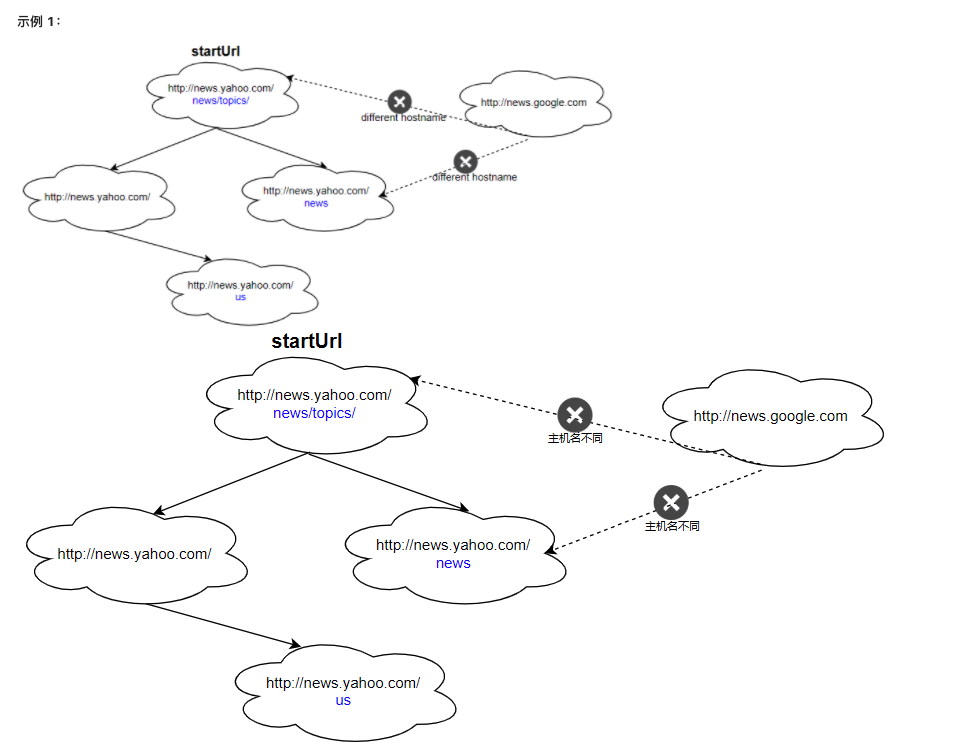 示例 1：
startUrl
http://news.yahoo.com/
news/topics/
http://news.google.com
different hostname
different hostname
http://news.yahoo.com/
http://news.yahoo.com/
news
http://news.yahoo.com/
us
startUrl
http://news.yahoo.com/
news/topics/
http://news.google.com
主机名不同
主机名不同
http://news.yahoo.com/
http://news.yahoo.com/
news
http://news.yahoo.com/
us